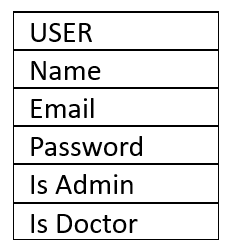 USER
Name
Email
Password
Is Admin
Is Doctor